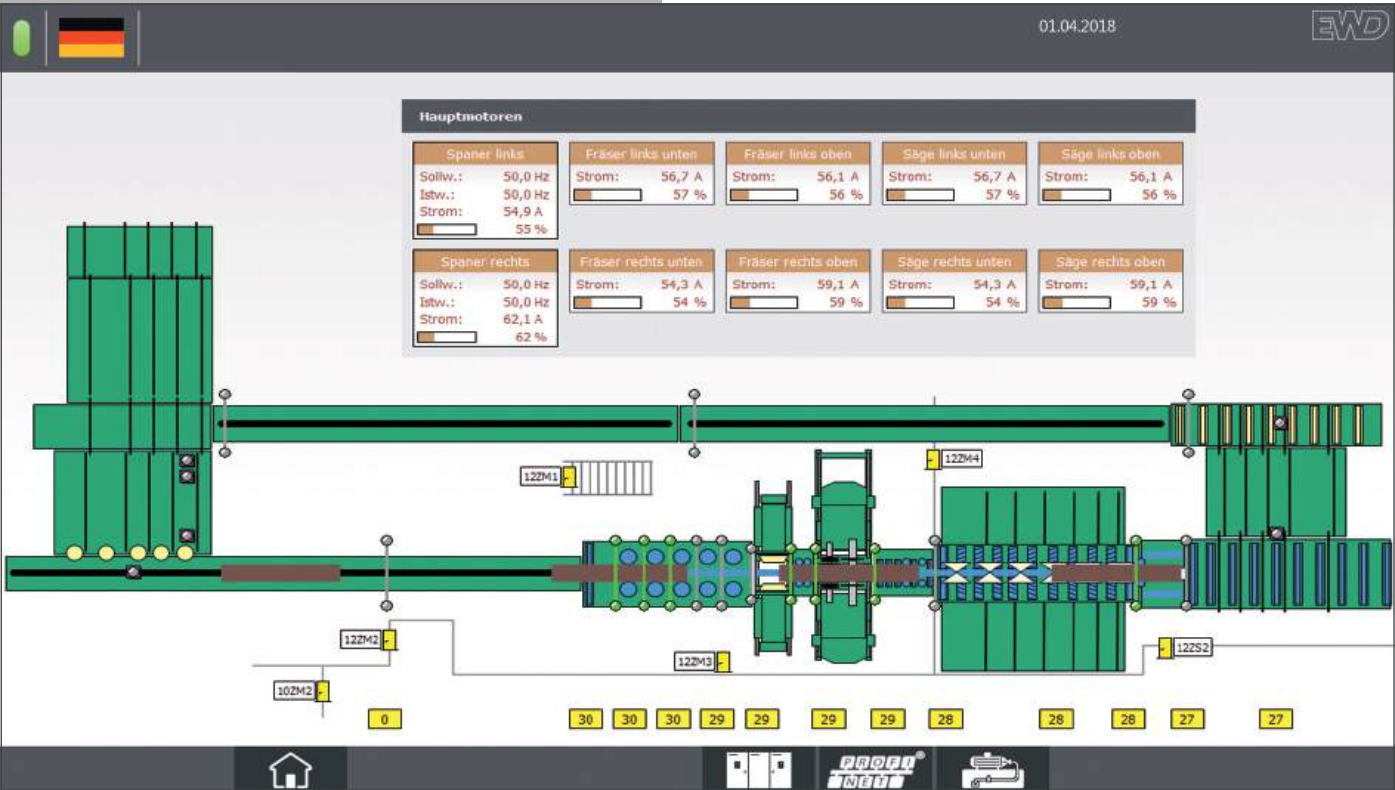 01.04.2018
EWD
Hauptmotoren
Spaner links
Sollw.: 50,0 Hz
Istw.: 50,0 Hz
Strom: 54,9 A
55 %
Fräser links unten
Strom: 56,7 A
57 %
Fräser links oben
Strom: 56,1 A
56 %
Säge links unten
Strom: 56,7 A
57 %
Säge links oben
Strom: 56,1 A
56 %
Spaner rechts
Sollw.: 50,0 Hz
Istw.: 50,0 Hz
Strom: 62,1 A
62 %
Fräser rechts unten
Strom: 54,3 A
54 %
Fräser rechts oben
Strom: 59,1 A
59 %
Säge rechts unten
Strom: 54,3 A
54 %
Säge rechts oben
Strom: 59,1 A
59 %
12ZM1
12ZM4
12ZM2
12ZM3
12ZS2
10ZM2
0 30 30 30 29 29 29 29 28 28 28 27 27
PROFI®
NET